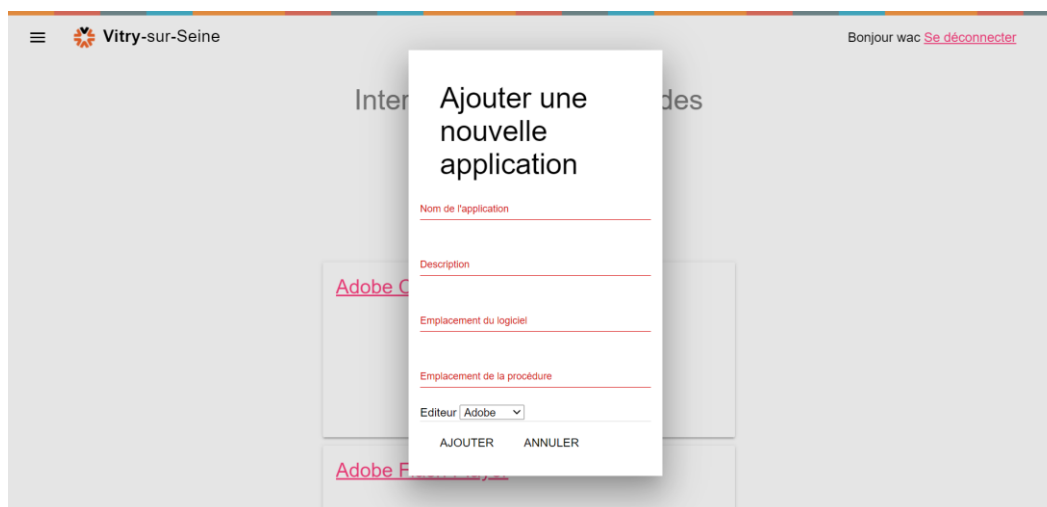 Vitry-sur-Seine
Bonjour wac Se déconnecter
Inter
des
Ajouter une
nouvelle
application
Nom de l'application
Description
Adobe
Emplacement du logiciel
Emplacement de la procédure
Editeur Adobe
AJOUTER ANNULER
Adobe